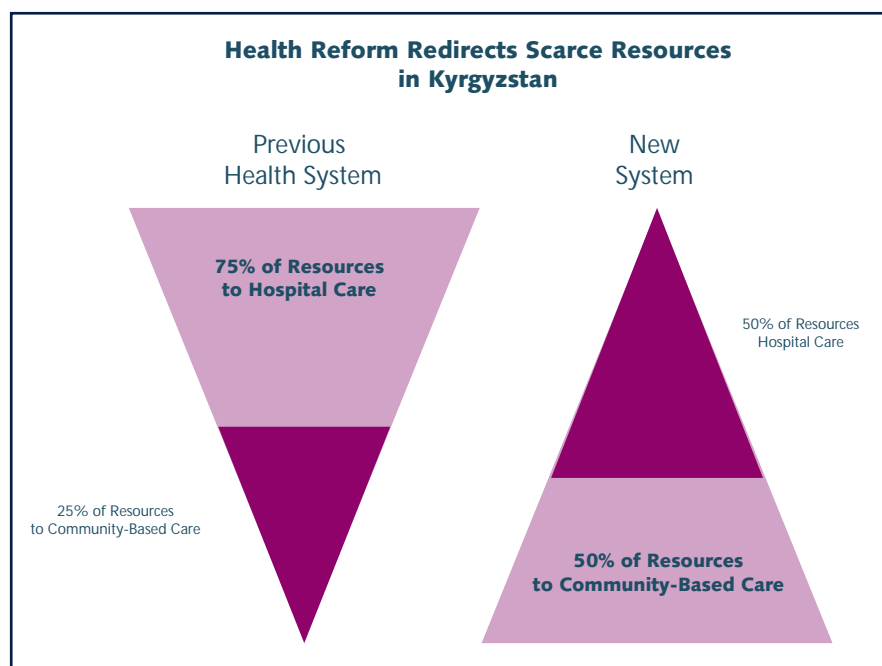 Health Reform Redirects Scarce Resources
in Kyrgyzstan
Previous
Health System
New
System
75% of Resources
to Hospital Care
50% of Resources
Hospital Care
25% of Resources
to Community-Based Care
50% of Resources
to Community-Based Care